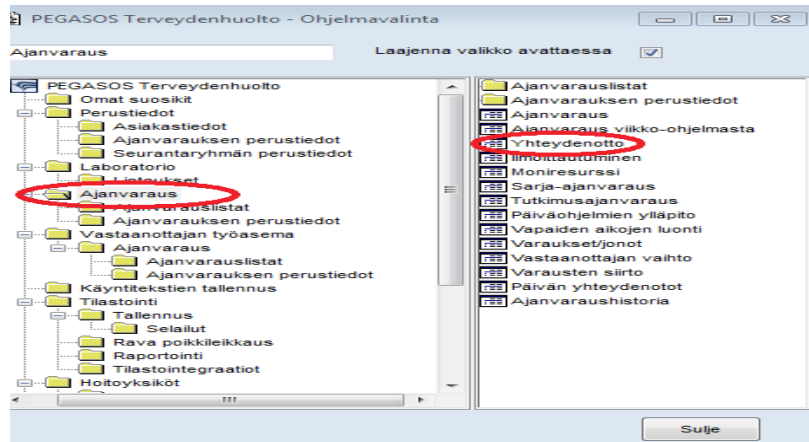 PEGASOS Terveydenhuolto - Ohjelmavalinta
Ajanvaraus
Laajenna valikko avattaessa
PEGASOS Terveydenhuolto
Omat suosikit
Perustiedot
Asiakastiedot
Ajanvarauksen perustiedot
Seurantaryhmän perustiedot
Laboratorio
Ajanvaraus
Ajanvarauslistat
Ajanvarauksen perustiedot
Vastaanottajan työasema
Ajanvaraus
Ajanvarauslistat
Ajanvarauksen perustiedot
Käyntitekstien tallennus
Tilastointi
Tallennus
Selailut
Rava poikkileikkaus
Raportointi
Tilastointegraatiot
Hoitoyksiköt
Ajanvarauslistat
Ajanvarauksen perustiedot
Ajanvaraus
Ajanvaraus viikko-ohjelmasta
Yhteydenotto
Ilmoittautuminen
Moniresurssi
Sarja-ajanvaraus
Tutkimusajanvaraus
Päiväohjelmien ylläpito
Vapaiden aikojen luonti
Varaukset/jonot
Vastaanottajan vaihto
Varausten siirto
Päivän yhteydenotot
Ajanvaraushistoria
Sulje